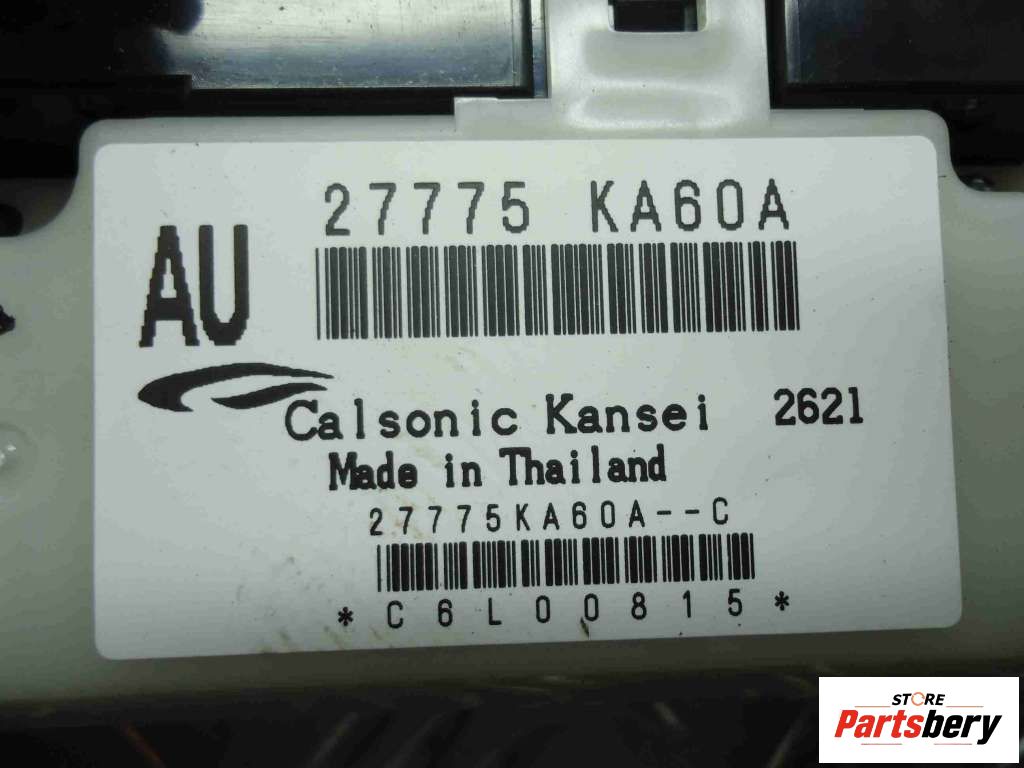 27775 KA60A
AU
Calsonic Kansei 2621
Made in Thailand
27775KA60A--C
*C6L00815*
STORE
Partsbery